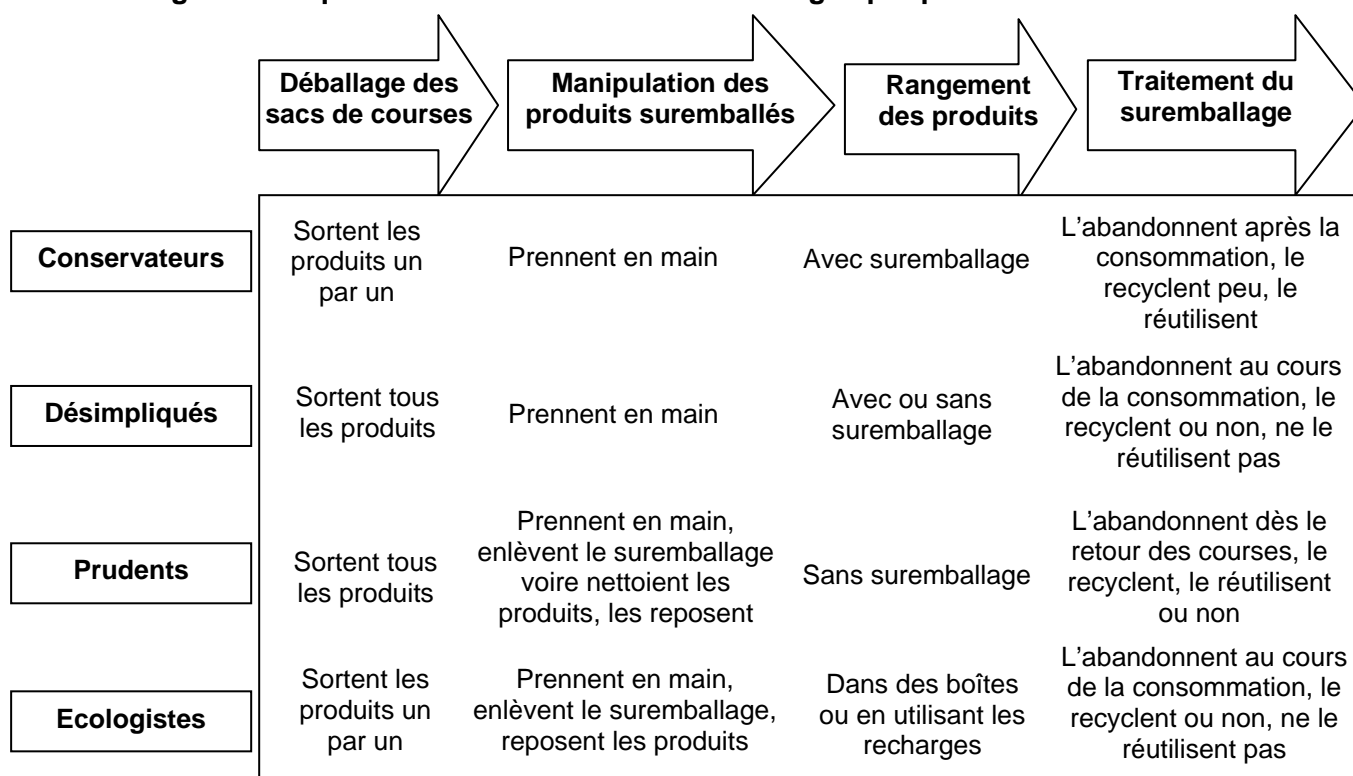 Déballage des
sacs de courses
Manipulation des
produits suremballés
Rangement
des produits
Traitement du
suremballage
Conservateurs
Sortent les
produits un
par un
Prennent en main
Avec suremballage
L'abandonnent après la
consommation, le
recyclent peu, le
réutilisent
Désimpliqués
Sortent tous
les produits
Prennent en main
Avec ou sans
suremballage
L'abandonnent au cours
de la consommation, le
recyclent ou non, ne le
réutilisent pas
Prudents
Sortent tous
les produits
Prennent en main,
enlèvent le suremballage
voire nettoient les
produits, les reposent
Sans suremballage
L'abandonnent dès le
retour des courses, le
recyclent, le réutilisent
ou non
Ecologistes
Sortent les
produits un
par un
Prennent en main,
enlèvent le suremballage,
reposent les produits
Dans des boîtes
ou en utilisant les
recharges
L'abandonnent au cours
de la consommation, le
recyclent ou non, ne le
réutilisent pas